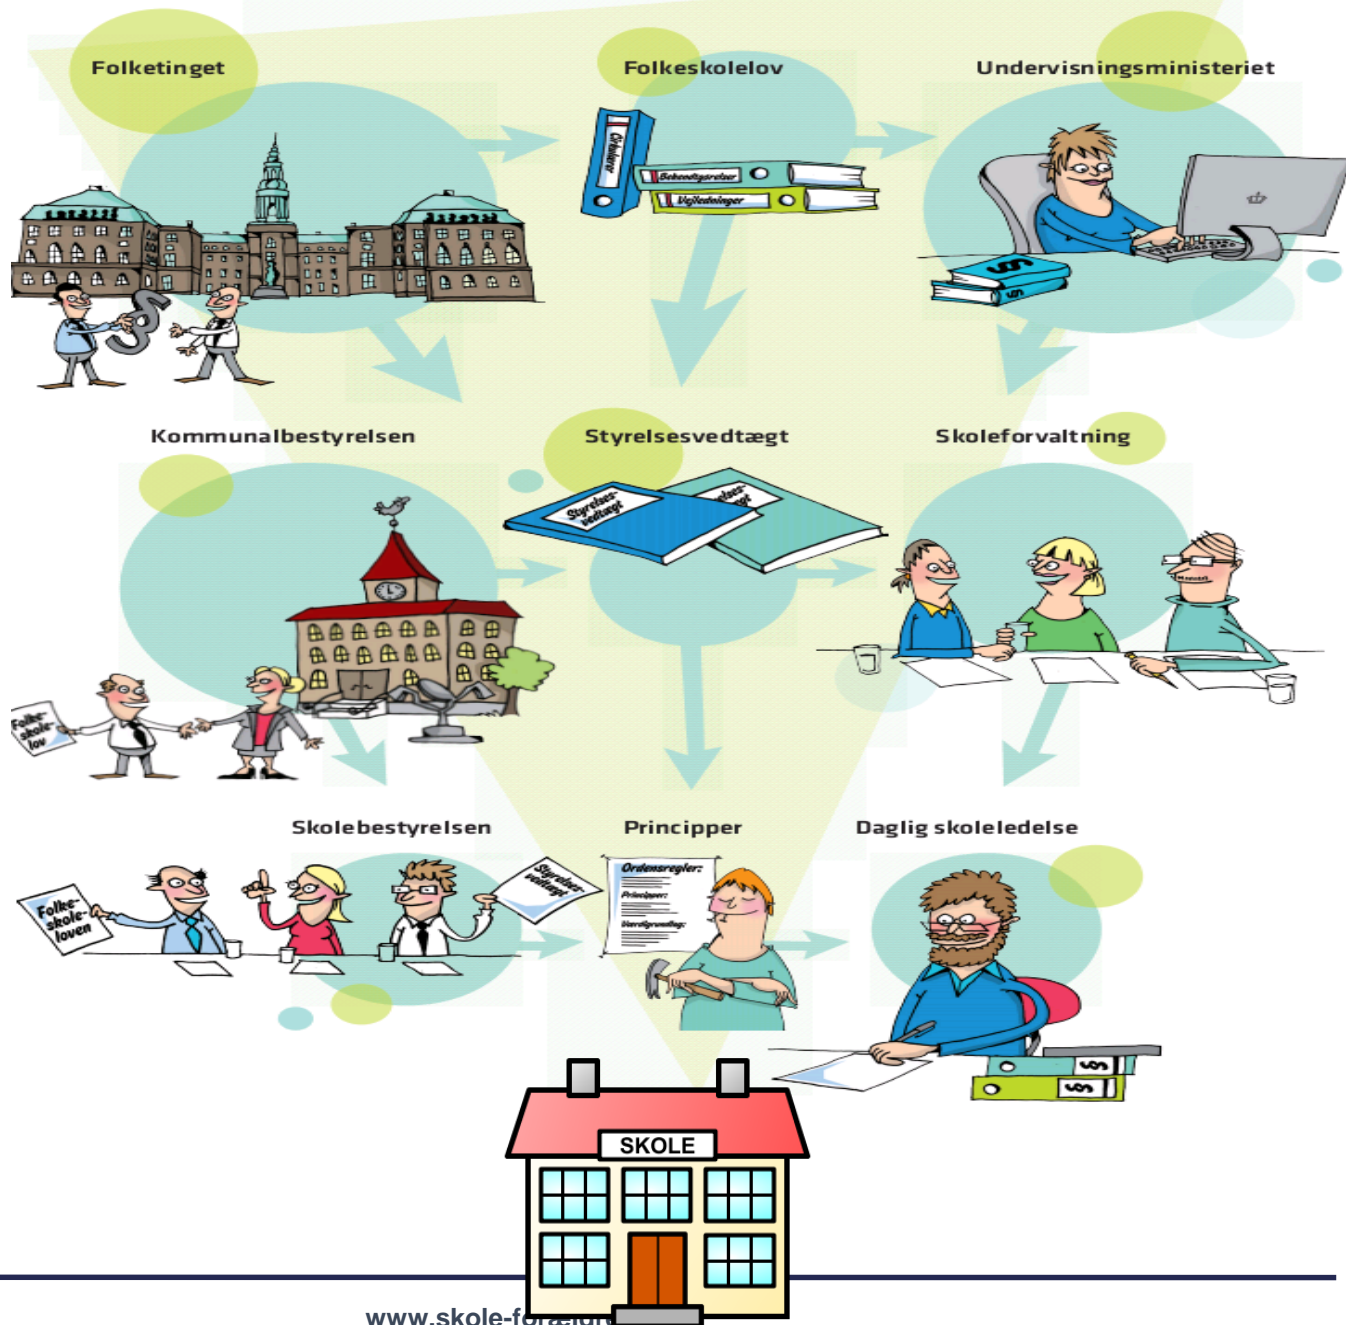 Folketinget
Folkeskolelov
Undervisningsministeriet
Cirkulærer
Bekendtgørelser
Vejledninger
§
§
§
Kommunalbestyrelsen
Styrelsesvedtægt
Skoleforvaltning
Styrelses-
vedtægt
Folke-
skole-
lov
Skolebestyrelsen
Principper
Daglig skoleledelse
Folke-
skole-
loven
Styrelses-
vedtægt
Ordensregler:
Principper:
Værdigrundlag:
§
§
SKOLE